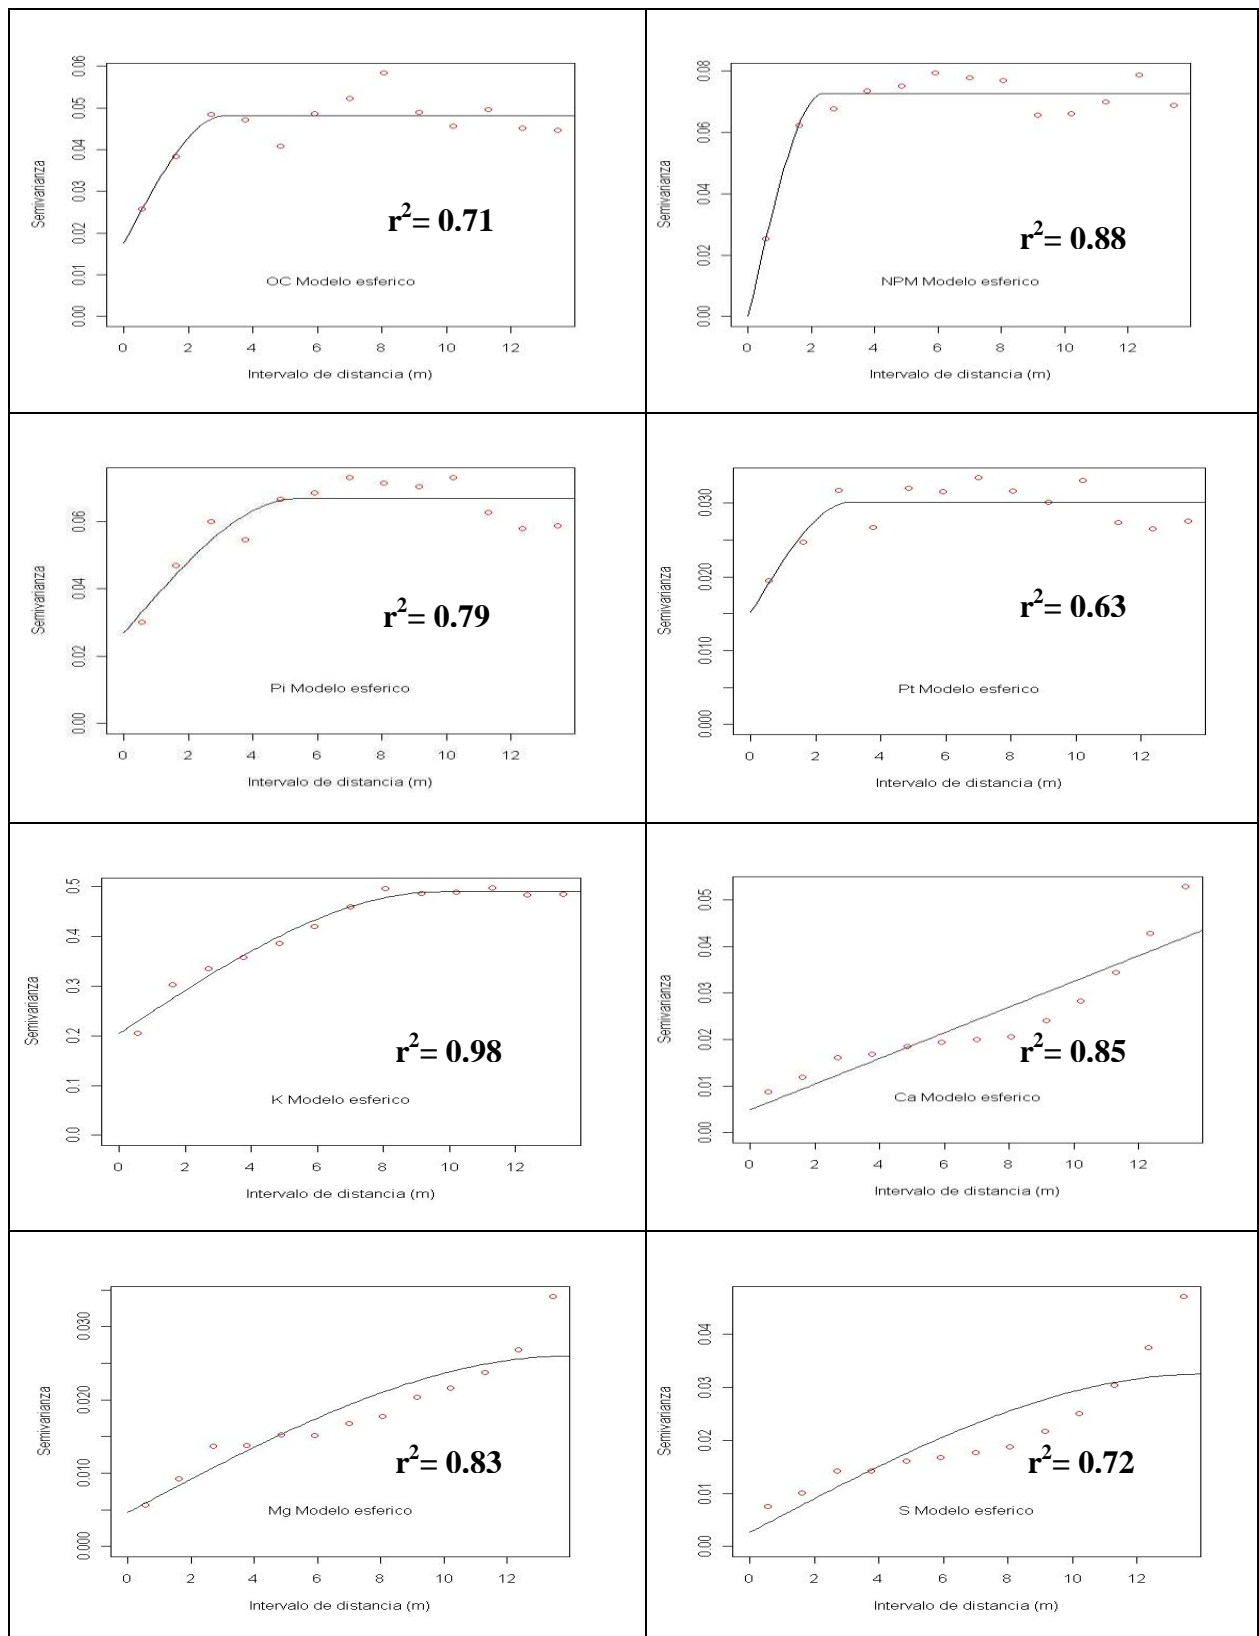 Semivarianza
0.06
0.05
0.04
0.03
0.02
0.01
0.00
r²= 0.71
OC Modelo esferico
0 2 4 6 8 10 12
Intervalo de distancia (m)
Semivarianza
0.08
0.06
0.04
0.02
0.00
r²= 0.88
NPM Modelo esferico
0 2 4 6 8 10 12
Intervalo de distancia (m)
Semivarianza
0.06
0.04
0.02
0.00
r²= 0.79
Pi Modelo esferico
0 2 4 6 8 10 12
Intervalo de distancia (m)
Semivarianza
0.030
0.020
0.010
0.000
r²= 0.63
Pt Modelo esferico
0 2 4 6 8 10 12
Intervalo de distancia (m)
Semivarianza
0.5
0.4
0.3
0.2
0.1
0.0
r²= 0.98
K Modelo esferico
0 2 4 6 8 10 12
Intervalo de distancia (m)
Semivarianza
0.05
0.04
0.03
0.02
0.01
0.00
r²= 0.85
Ca Modelo esferico
0 2 4 6 8 10 12
Intervalo de distancia (m)
Semivarianza
0.030
0.020
0.010
0.000
r²= 0.83
Mg Modelo esferico
0 2 4 6 8 10 12
Intervalo de distancia (m)
Semivarianza
0.04
0.03
0.02
0.01
0.00
r²= 0.72
S Modelo esferico
0 2 4 6 8 10 12
Intervalo de distancia (m)